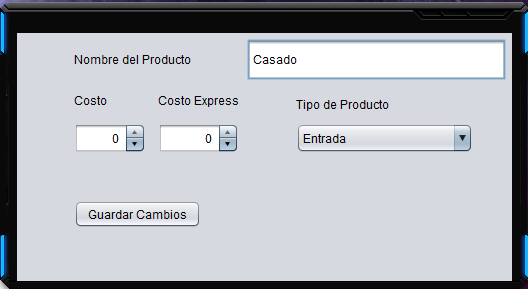 Nombre del Producto
Casado
Costo
Costo Express
Tipo de Producto
0
0
Entrada
Guardar Cambios